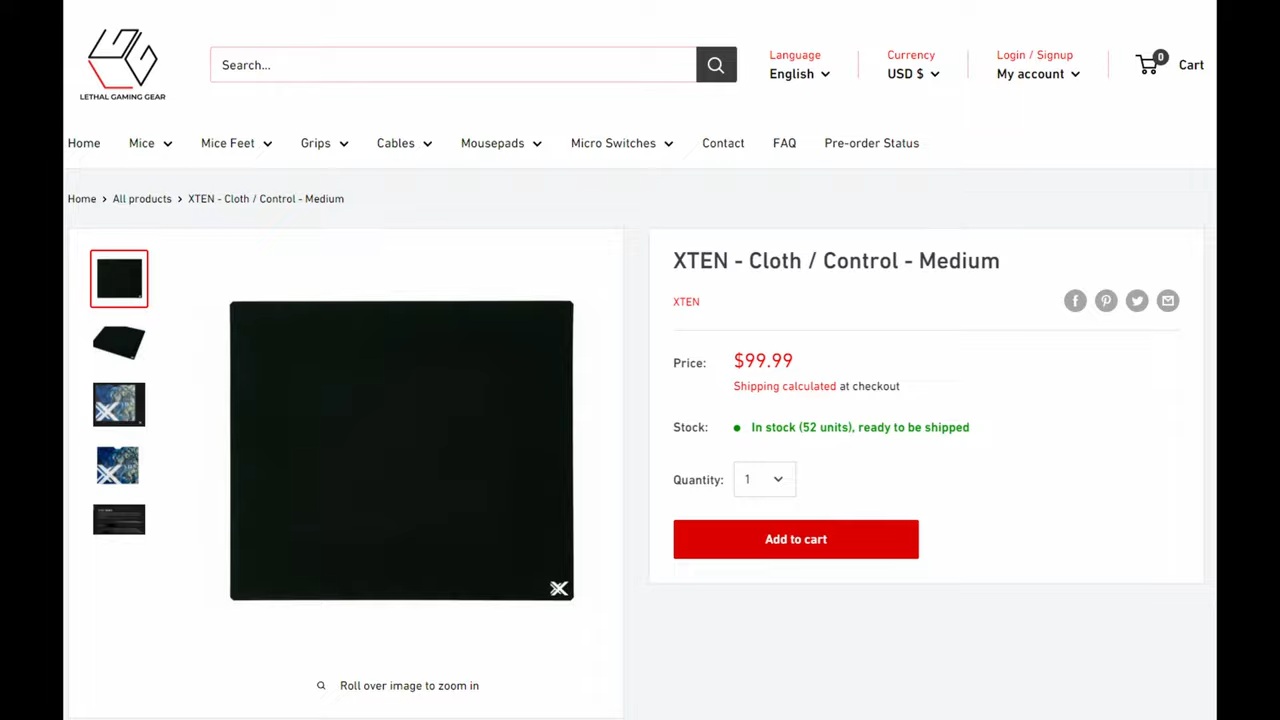 LETHAL GAMING GEAR
Search...
Language
English
Currency
USD $
Login / Signup
My account
0
Cart
Home
Mice
Mice Feet
Grips
Cables
Mousepads
Micro Switches
Contact
FAQ
Pre-order Status
Home > All products > XTEN - Cloth / Control - Medium
XTEN - Cloth / Control - Medium
XTEN
Price:
$99.99
Shipping calculated at checkout
Stock:
In stock (52 units), ready to be shipped
Quantity:
1
Add to cart
Roll over image to zoom in